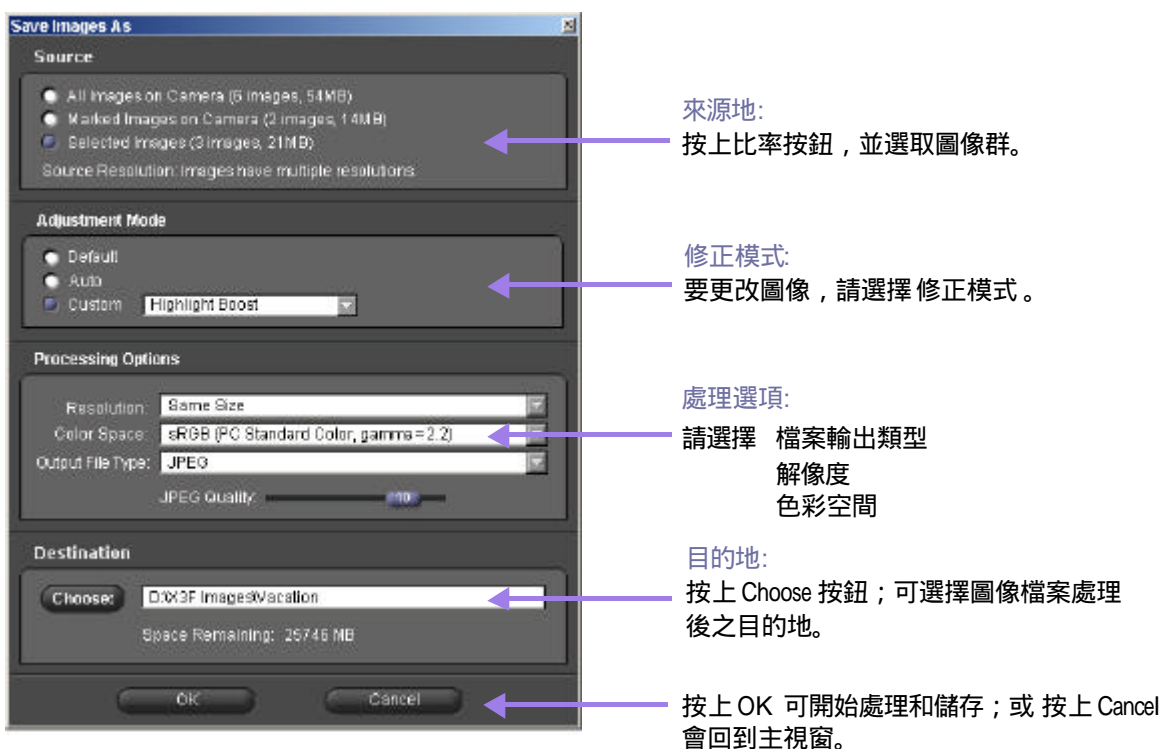 Save Images As
Source
All Images on Camera (6 images, 54MB)
Marked Images on Camera (2 images, 14MB)
Selected Images (3 images, 21MB)
Source Resolution: Images have multiple resolutions
來源地:
按上比率按鈕，並選取圖像群。
Adjustment Mode
Default
Auto
Custom Highlight Boost
修正模式:
要更改圖像，請選擇 修正模式 。
Processing Options
Resolution: Same Size
Color Space: sRGB (PC Standard Color, gamma=2.2)
Output File Type: JPEG
JPEG Quality: 10
處理選項:
請選擇 檔案輸出類型
解像度
色彩空間
Destination
Choose: D:\X3F Images\Vacation
Space Remaining: 25746 MB
目的地:
按上 Choose 按鈕；可選擇圖像檔案處理
後之目的地。
OK Cancel
按上 OK 可開始處理和儲存；或 按上 Cancel
會回到主視窗。